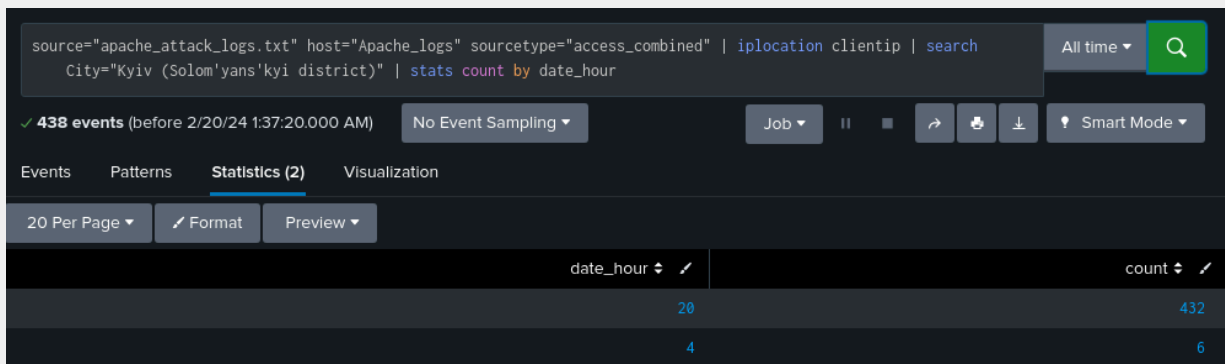 source="apache_attack_logs.txt" host="Apache_logs" sourcetype="access_combined" | iplocation clientip | search
City="Kyiv (Solom'yans'kyi district)" | stats count by date_hour
All time
438 events (before 2/20/24 1:37:20.000 AM)
No Event Sampling
Job
Smart Mode
Events Patterns Statistics (2) Visualization
20 Per Page Format Preview
date_hour count
20 432
4 6